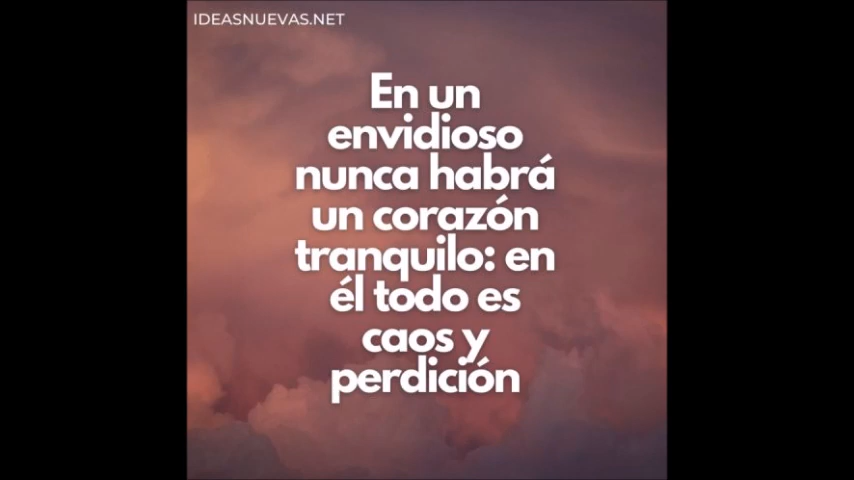 IDEASNUEVAS.NET
En un
envidioso
nunca habrá
un corazón
tranquilo: en
él todo es
caos y
perdición